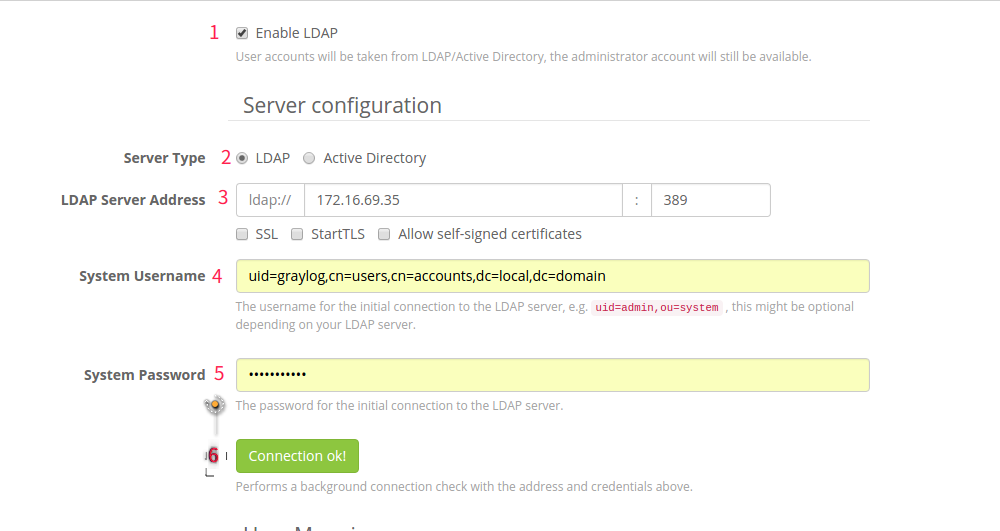 1 Enable LDAP
User accounts will be taken from LDAP/Active Directory, the administrator account will still be available.
Server configuration
Server Type 2 LDAP Active Directory
LDAP Server Address 3 ldap:// 172.16.69.35 : 389
SSL StartTLS Allow self-signed certificates
System Username 4 uid=graylog,cn=users,cn=accounts,dc=local,dc=domain
The username for the initial connection to the LDAP server, e.g. uid=admin,ou=system , this might be optional
depending on your LDAP server.
System Password 5 •••••••••••
The password for the initial connection to the LDAP server.
6 Connection ok!
Performs a background connection check with the address and credentials above.